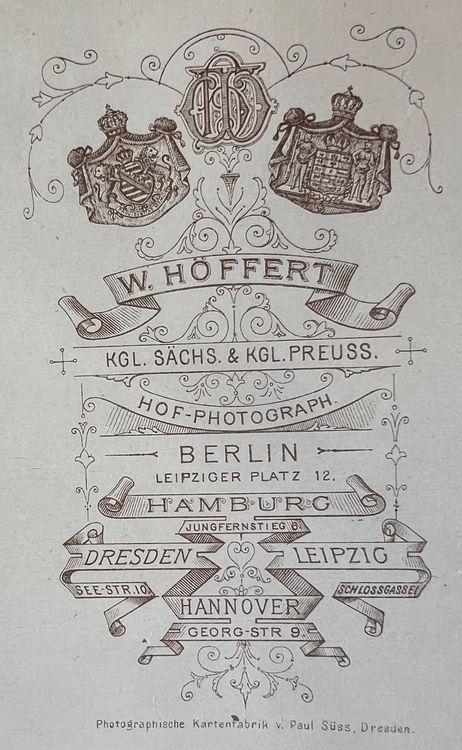 W. HÖFFERT
KGL. SÄCHS. & KGL. PREUSS.
HOF-PHOTOGRAPH.
BERLIN
LEIPZIGER PLATZ 12.
HAMBURG
JUNGFERNSTIEG 8.
DRESDEN
SEE-STR. 10.
LEIPZIG
SCHLOSSGASSE 1.
HANNOVER
GEORG-STR 9.
Photographische Kartenfabrik v. Paul Süss, Dresden.